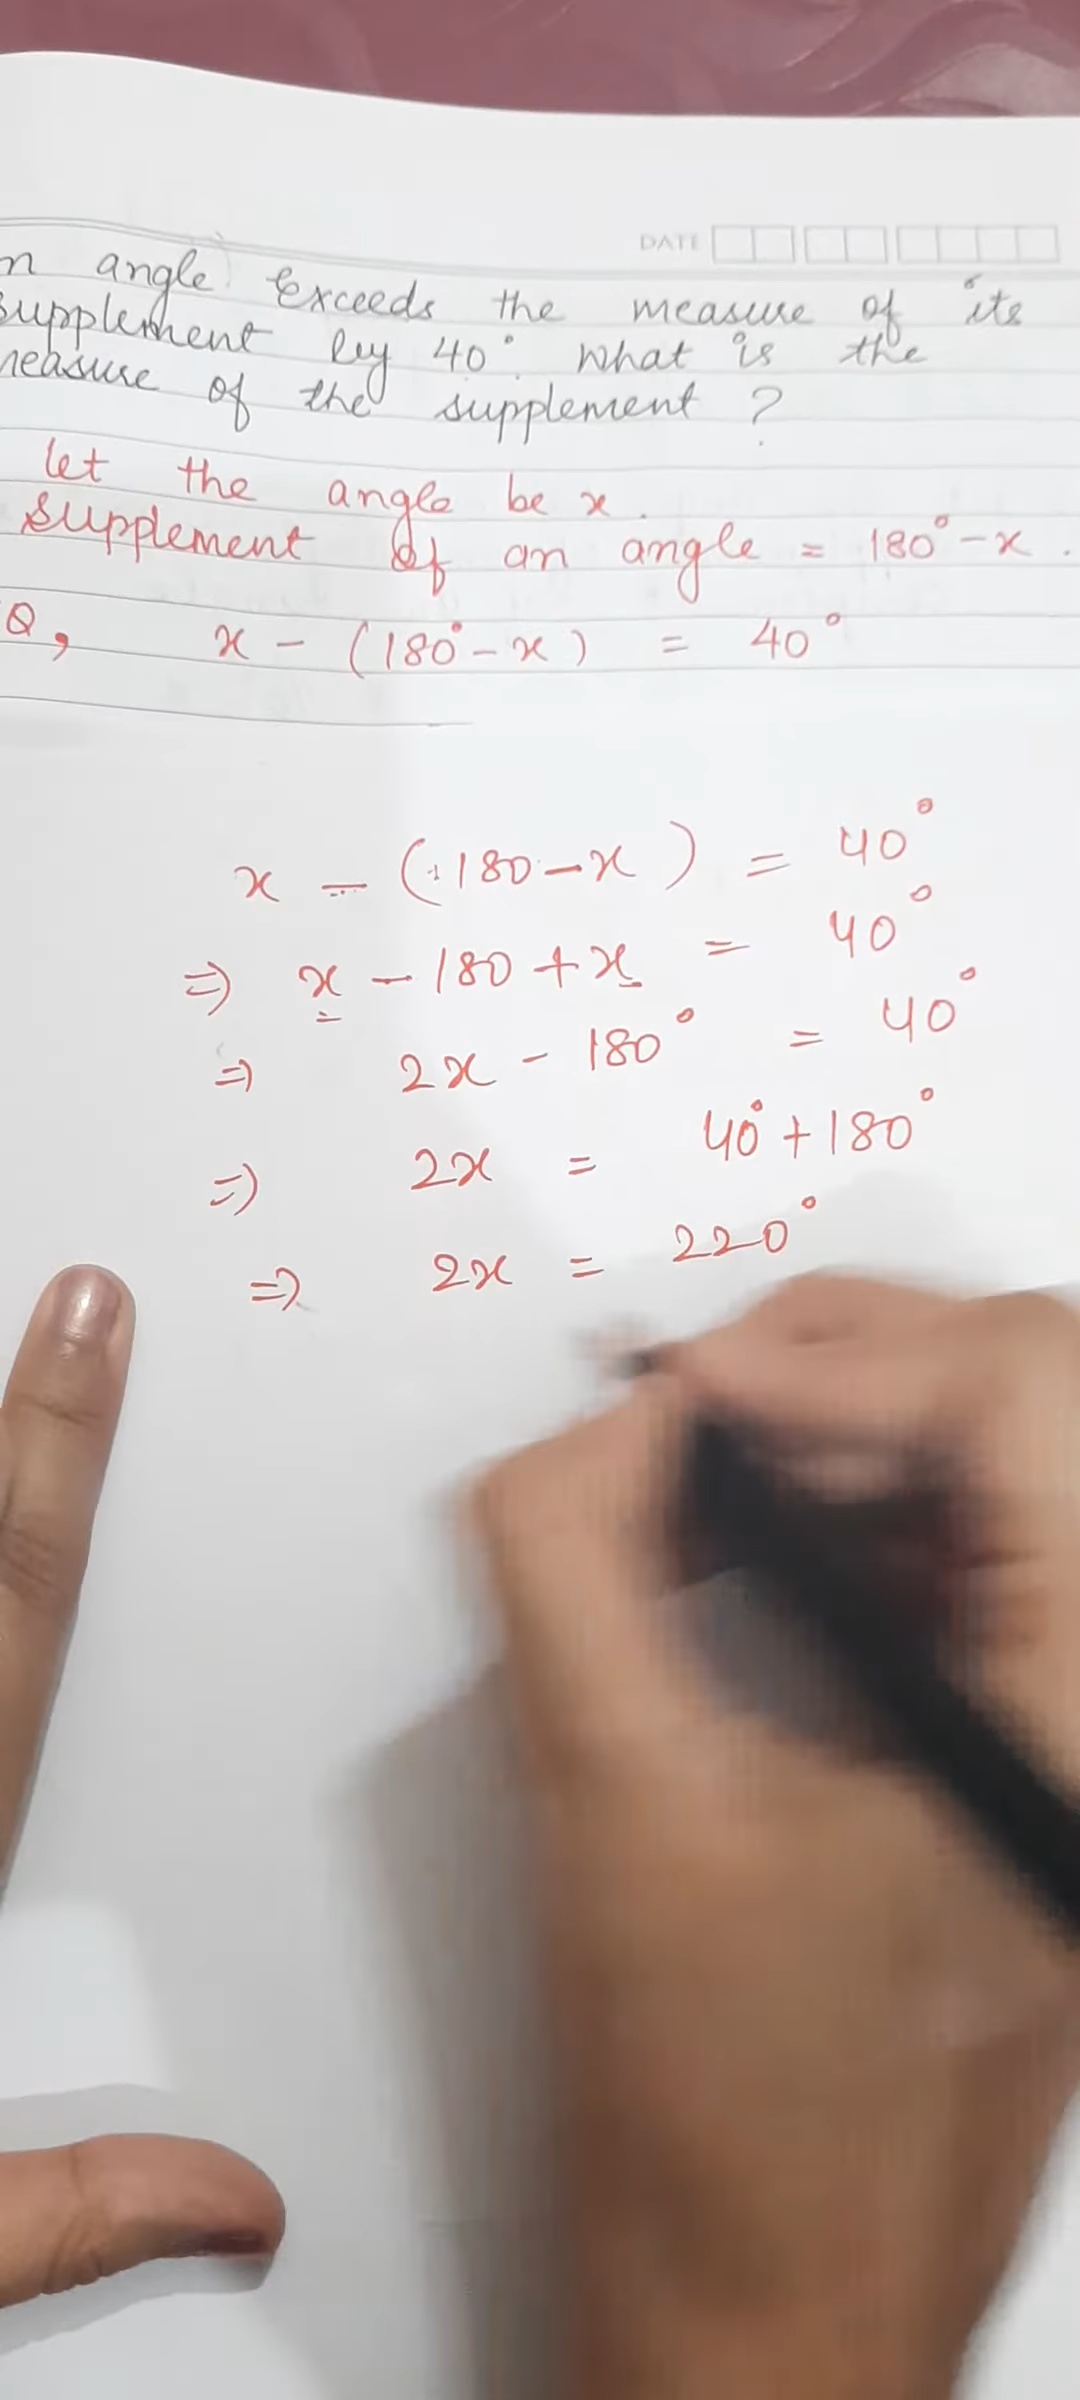 DATE
n angle exceeds the measure of its
supplement by 40°. What is the
measure of the supplement ?
let the angle be x.
supplement of an angle = 180° - x.
Q, x - (180° - x) = 40°
x - (180 - x) = 40°
⇒ x - 180 + x = 40°
⇒ 2x - 180° = 40°
⇒ 2x = 40° + 180°
⇒ 2x = 220°